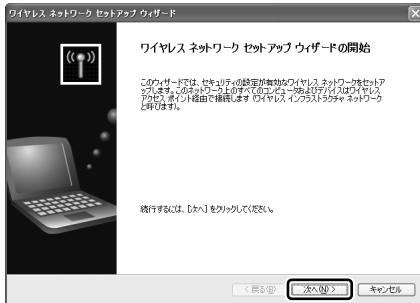 ワイヤレス ネットワーク セットアップ ウィザード
ワイヤレス ネットワーク セットアップ ウィザードの開始
このウィザードでは、セキュリティの設定が有効なワイヤレス ネットワークをセットア
ップします。このネットワーク上のすべてのコンピュータおよびデバイスはワイヤレス
アクセス ポイント経由で接続します (ワイヤレス インフラストラクチャ ネットワーク
と呼びます)。
続行するには、[次へ] をクリックしてください。
< 戻る(B)
次へ(N) >
キャンセル